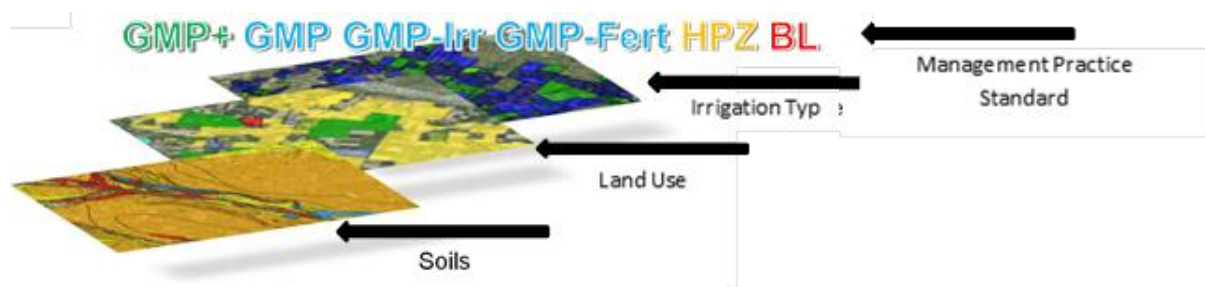 GMP+ GMP GMP-Irr GMP-Fert HPZ BL
Management Practice
Standard
Irrigation Typ e
Land Use
Soils